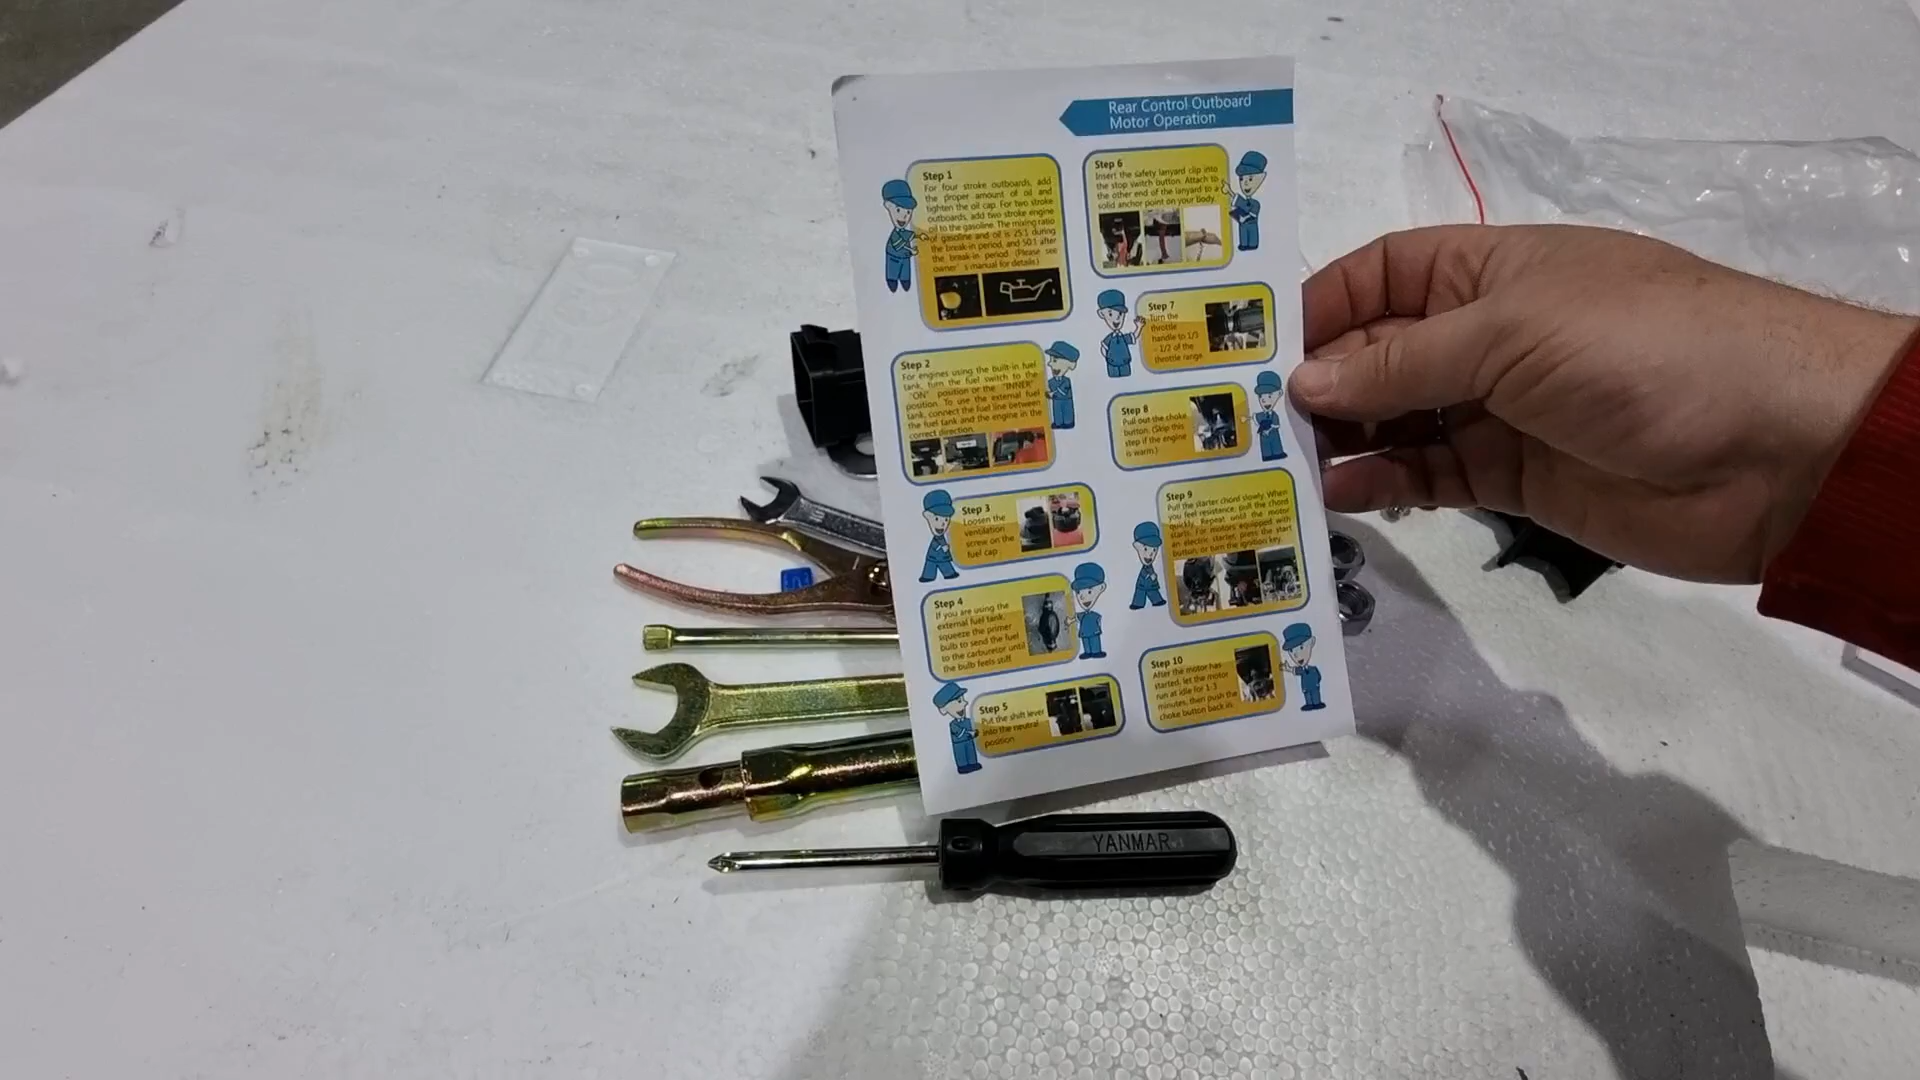 Rear Control Outboard
Motor Operation
Step 1
For four stroke outboards, add
the proper amount of oil and
tighten the oil cap. For two stroke
outboards, add two stroke engine
oil to the gasoline. The mixing ratio
of gasoline and oil is 25:1 during
the break-in period, and 50:1 after
the break-in period. (Please see
owner's manual for details.)
Step 2
For engines using the built-in fuel
tank, turn the fuel switch to the
"ON" position or the "INNER"
position. To use the external fuel
tank, connect the fuel line between
the fuel tank and the engine in the
correct direction.
Step 3
Loosen the
ventilation
screw on the
fuel cap
Step 4
If you are using the
external fuel tank,
squeeze the primer
bulb to send the fuel
to the carburetor until
the bulb feels stiff
Step 5
Put the shift lever
into the neutral
position
Step 6
Insert the safety lanyard clip into
the stop switch button. Attach to
the other end of the lanyard to a
solid anchor point on your body.
Step 7
Turn the
throttle
handle to 1/3
- 1/2 of the
throttle range
Step 8
Pull out the choke
button. (Skip this
step if the engine
is warm.)
Step 9
Pull the starter chord slowly. When
you feel resistance, pull the chord
quickly. Repeat until the motor
starts. For motors equipped with
an electric starter, press the start
button, or turn the ignition key.
Step 10
After the motor has
started, let the motor
run at idle for 1-3
minutes, then push the
choke button back in.
YANMAR